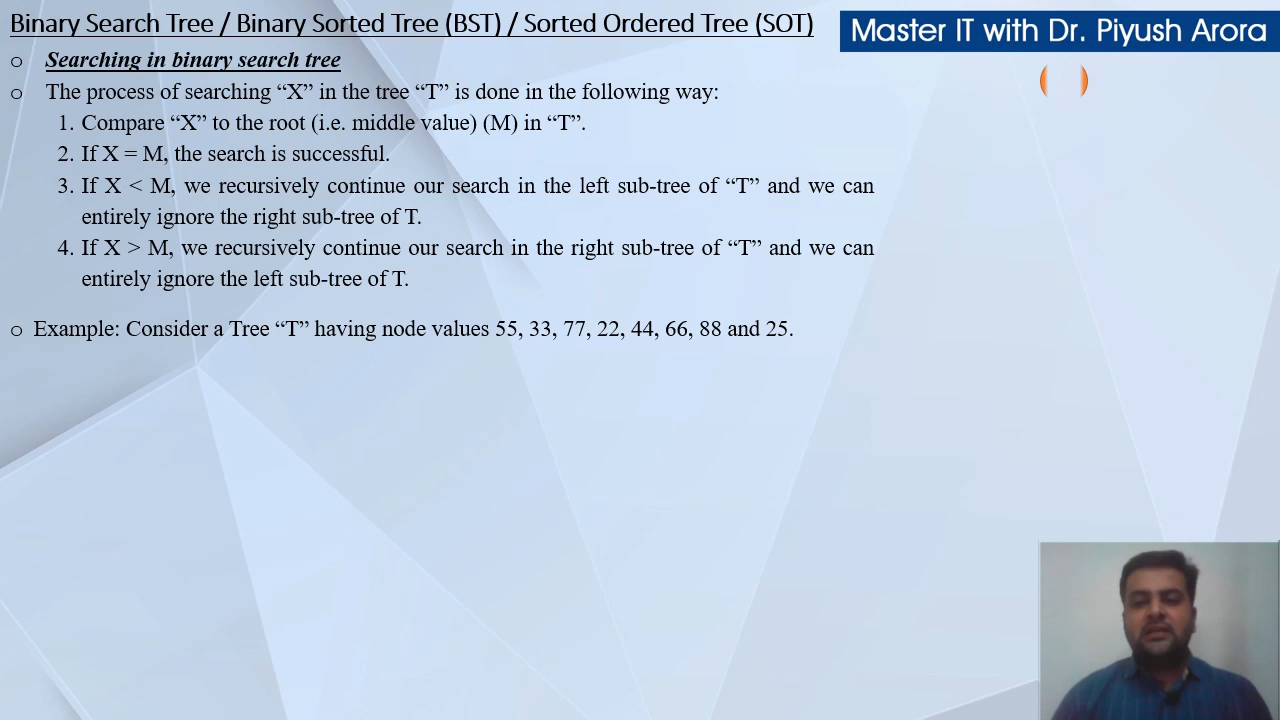 Binary Search Tree / Binary Sorted Tree (BST) / Sorted Ordered Tree (SOT)
Master IT with Dr. Piyush Arora
o Searching in binary search tree
o The process of searching “X” in the tree “T” is done in the following way:
1. Compare “X” to the root (i.e. middle value) (M) in “T”.
2. If X = M, the search is successful.
3. If X < M, we recursively continue our search in the left sub-tree of “T” and we can
entirely ignore the right sub-tree of T.
4. If X > M, we recursively continue our search in the right sub-tree of “T” and we can
entirely ignore the left sub-tree of T.
o Example: Consider a Tree “T” having node values 55, 33, 77, 22, 44, 66, 88 and 25.